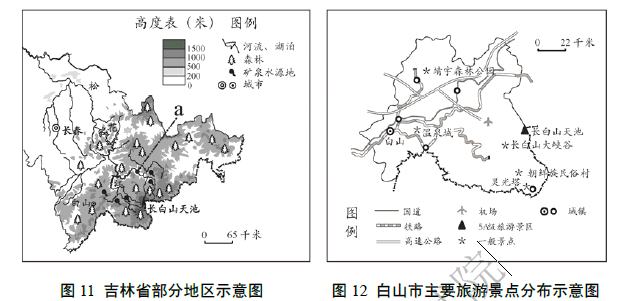 高度表（米） 图例
1500
1000
500
200
0
河流、湖泊
森林
矿泉水源地
城市
松
花
a
长春
白山
长白山天池
0 65千米
图 11 吉林省部分地区示意图
0 22千米
靖宇森林公园
白山
温泉城
长白山天池
长白山大峡谷
朝鲜族民俗村
灵光塔
图例
国道
机场
城镇
铁路
5A级旅游景区
高速公路
一般景点
图 12 白山市主要旅游景点分布示意图
院